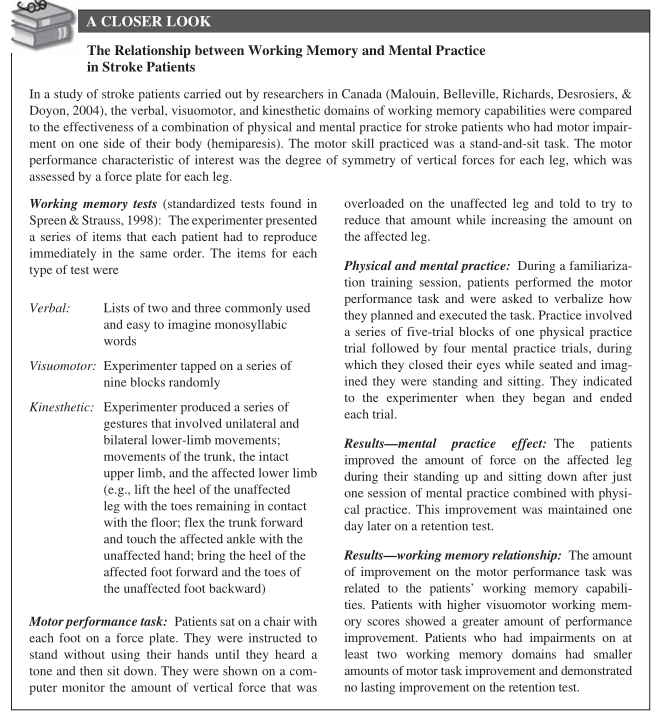 A CLOSER LOOK
The Relationship between Working Memory and Mental Practice
in Stroke Patients
In a study of stroke patients carried out by researchers in Canada (Malouin, Belleville, Richards, Desrosiers, &
Doyon, 2004), the verbal, visuomotor, and kinesthetic domains of working memory capabilities were compared
to the effectiveness of a combination of physical and mental practice for stroke patients who had motor impair-
ment on one side of their body (hemiparesis). The motor skill practiced was a stand-and-sit task. The motor
performance characteristic of interest was the degree of symmetry of vertical forces for each leg, which was
assessed by a force plate for each leg.
Working memory tests (standardized tests found in
Spreen & Strauss, 1998): The experimenter presented
a series of items that each patient had to reproduce
immediately in the same order. The items for each
type of test were
Verbal: Lists of two and three commonly used
and easy to imagine monosyllabic
words
Visuomotor: Experimenter tapped on a series of
nine blocks randomly
Kinesthetic: Experimenter produced a series of
gestures that involved unilateral and
bilateral lower-limb movements;
movements of the trunk, the intact
upper limb, and the affected lower limb
(e.g., lift the heel of the unaffected
leg with the toes remaining in contact
with the floor; flex the trunk forward
and touch the affected ankle with the
unaffected hand; bring the heel of the
affected foot forward and the toes of
the unaffected foot backward)
Motor performance task: Patients sat on a chair with
each foot on a force plate. They were instructed to
stand without using their hands until they heard a
tone and then sit down. They were shown on a com-
puter monitor the amount of vertical force that was
overloaded on the unaffected leg and told to try to
reduce that amount while increasing the amount on
the affected leg.
Physical and mental practice: During a familiariza-
tion training session, patients performed the motor
performance task and were asked to verbalize how
they planned and executed the task. Practice involved
a series of five-trial blocks of one physical practice
trial followed by four mental practice trials, during
which they closed their eyes while seated and imag-
ined they were standing and sitting. They indicated
to the experimenter when they began and ended
each trial.
Results—mental practice effect: The patients
improved the amount of force on the affected leg
during their standing up and sitting down after just
one session of mental practice combined with physi-
cal practice. This improvement was maintained one
day later on a retention test.
Results—working memory relationship: The amount
of improvement on the motor performance task was
related to the patients' working memory capabili-
ties. Patients with higher visuomotor working mem-
ory scores showed a greater amount of performance
improvement. Patients who had impairments on at
least two working memory domains had smaller
amounts of motor task improvement and demonstrated
no lasting improvement on the retention test.